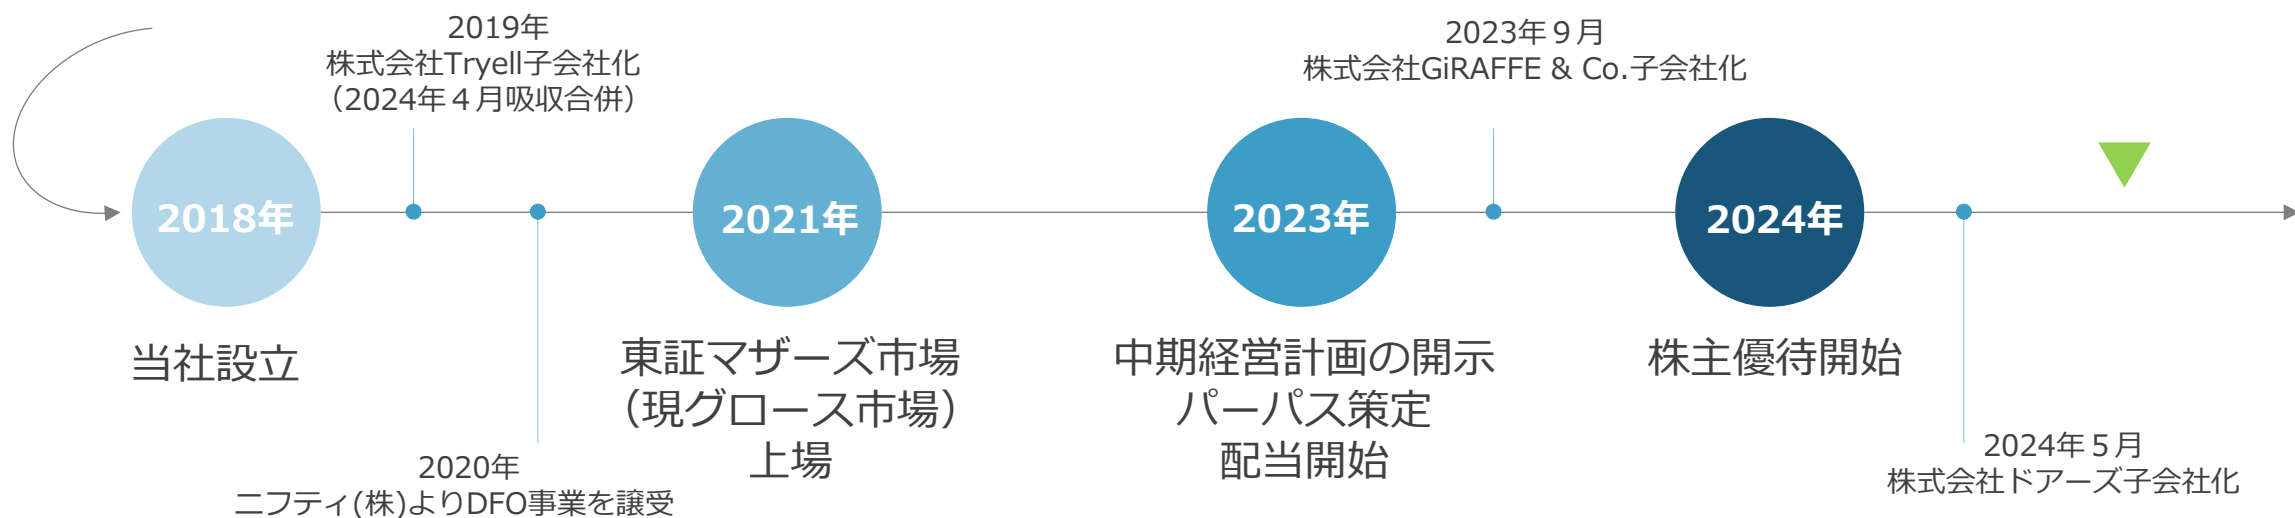 2019年
株式会社Tryell子会社化
（2024年４月吸収合併）
2023年９月
株式会社GiRAFFE & Co.子会社化
2018年
2021年
2023年
2024年
当社設立
東証マザーズ市場
（現グロース市場）
上場
中期経営計画の開示
パーパス策定
配当開始
株主優待開始
2020年
ニフティ(株)よりDFO事業を譲受
2024年５月
株式会社ドアーズ子会社化